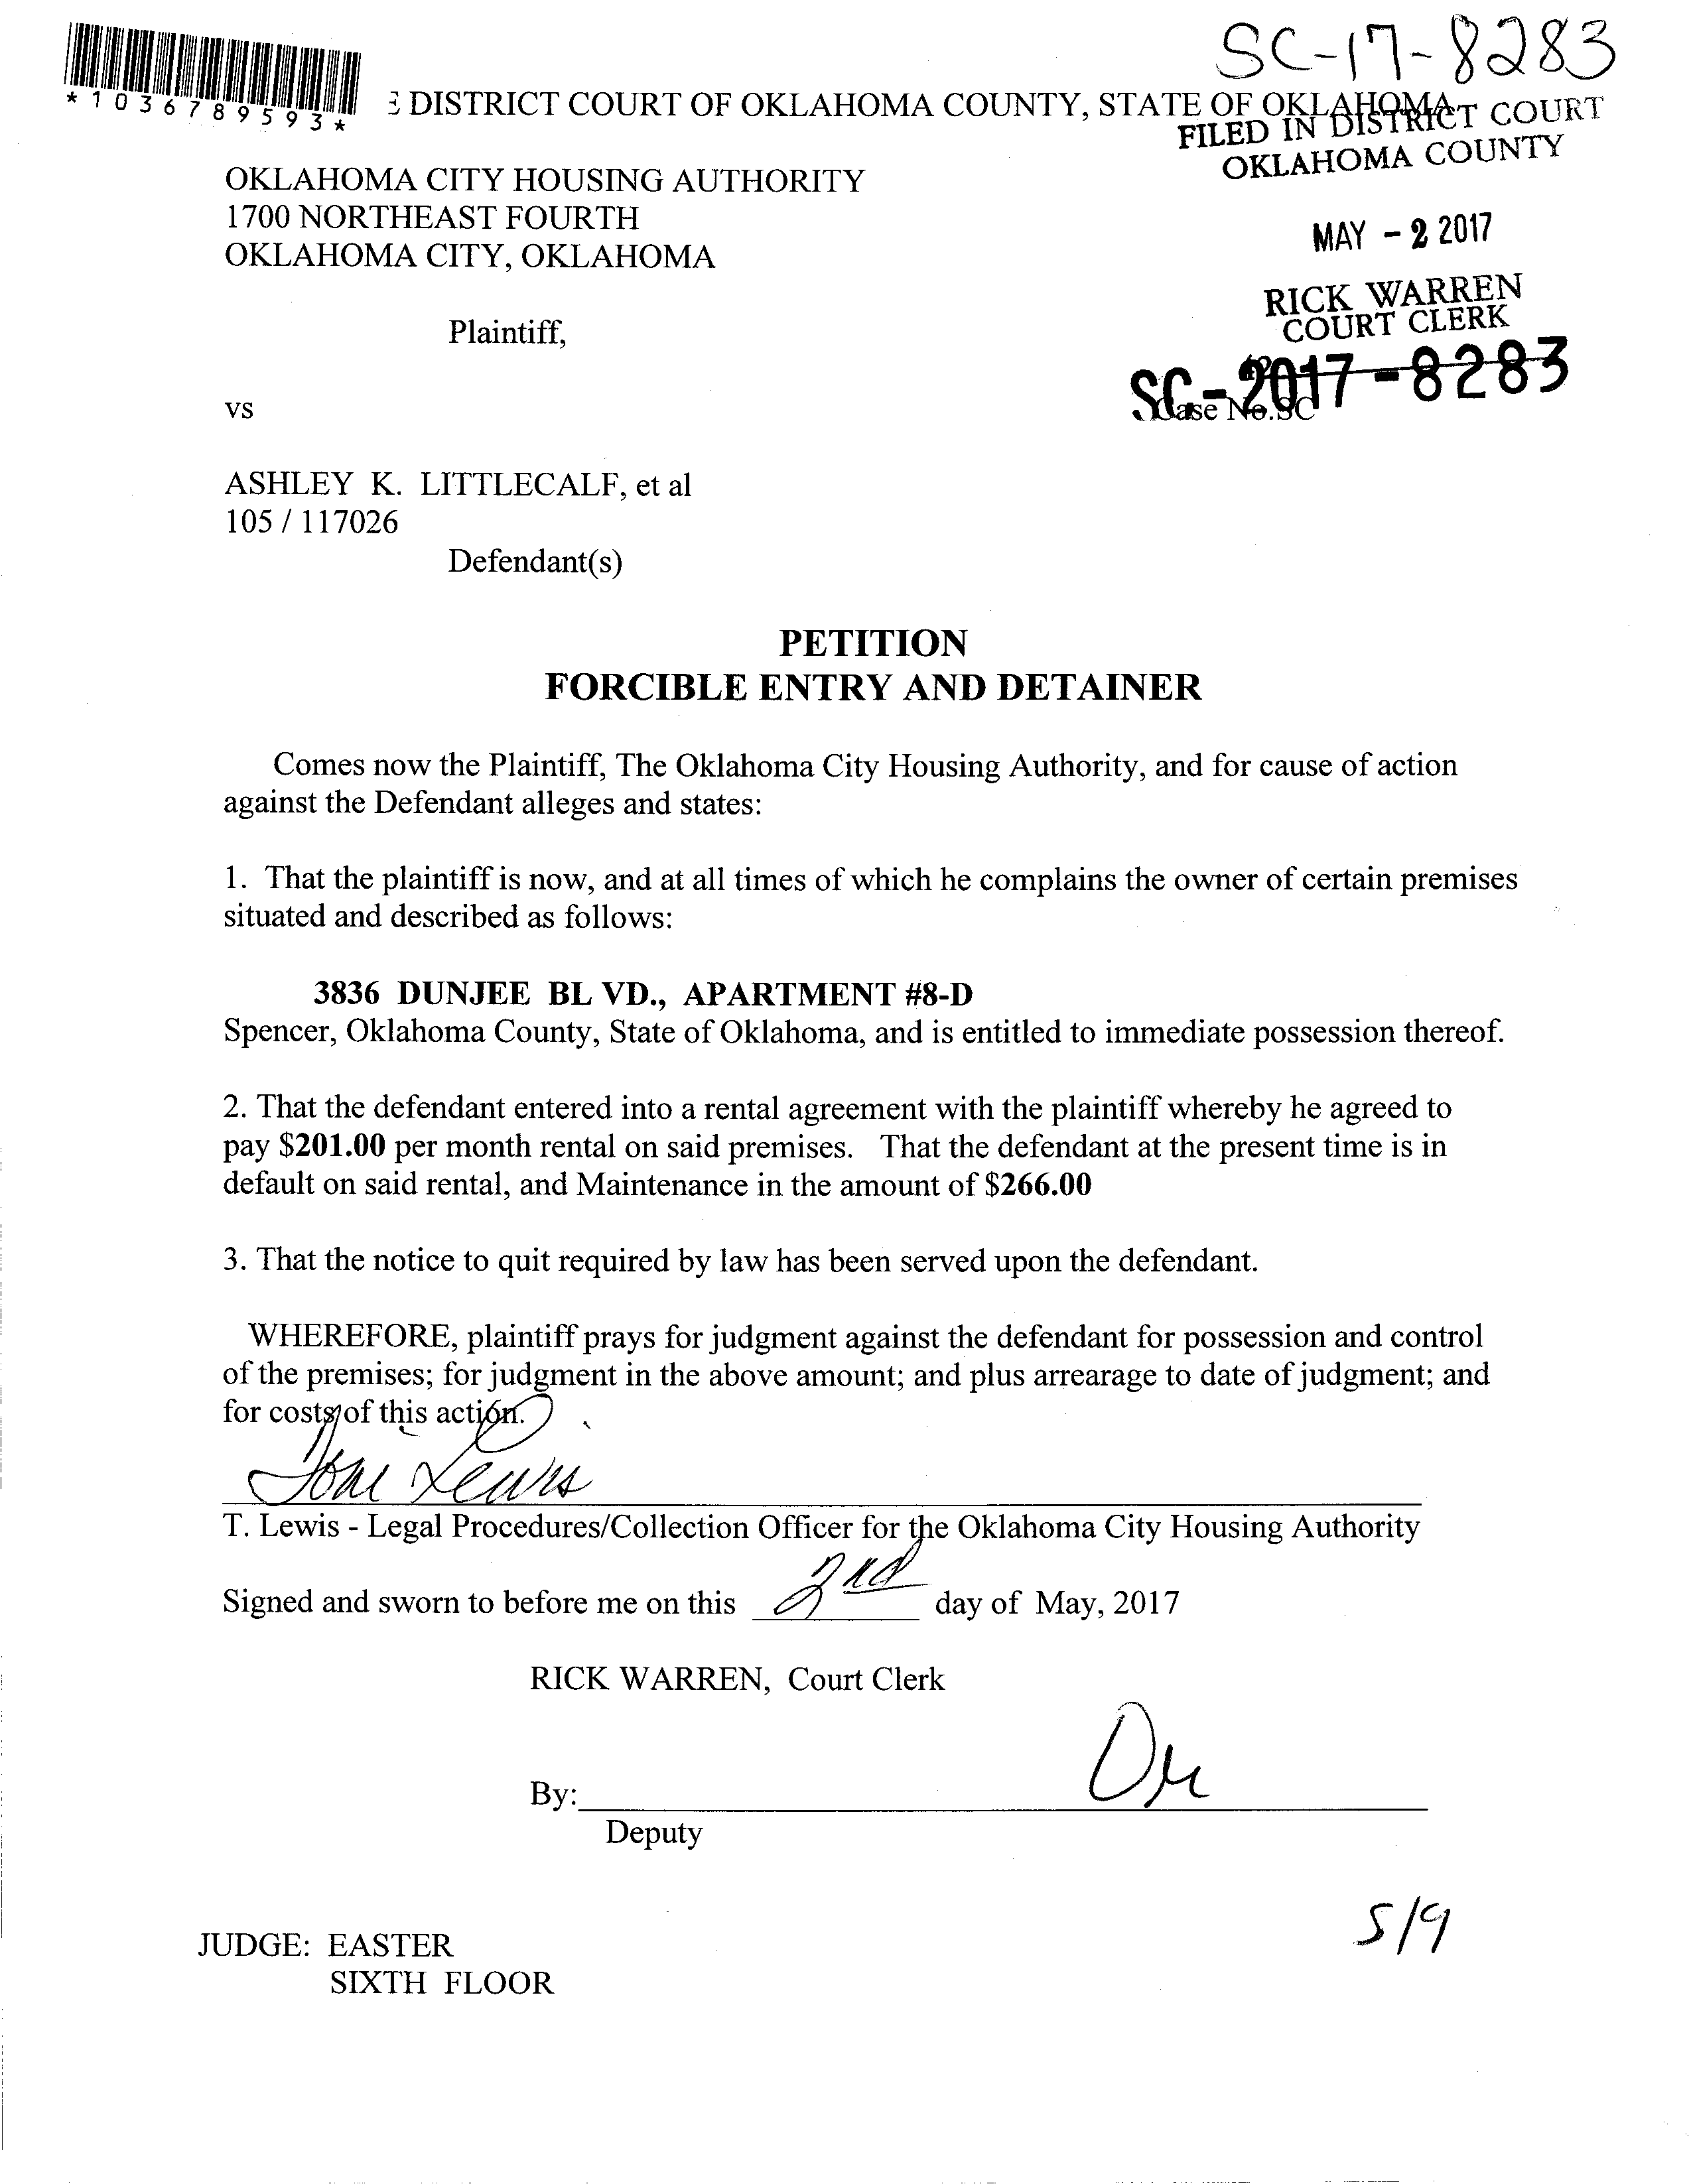 SC-17-8283
*1036789593*
DISTRICT COURT OF OKLAHOMA COUNTY, STATE OF OKLAHOMA
FILED IN DISTRICT COURT
OKLAHOMA COUNTY
OKLAHOMA CITY HOUSING AUTHORITY
1700 NORTHEAST FOURTH
OKLAHOMA CITY, OKLAHOMA
MAY - 2 2017
RICK WARREN
COURT CLERK
Plaintiff,
SC-2017-8283
Case No.SC
vs
ASHLEY K. LITTLECALF, et al
105 / 117026
Defendant(s)
PETITION
FORCIBLE ENTRY AND DETAINER
Comes now the Plaintiff, The Oklahoma City Housing Authority, and for cause of action
against the Defendant alleges and states:
1. That the plaintiff is now, and at all times of which he complains the owner of certain premises
situated and described as follows:
3836 DUNJEE BL VD., APARTMENT #8-D
Spencer, Oklahoma County, State of Oklahoma, and is entitled to immediate possession thereof.
2. That the defendant entered into a rental agreement with the plaintiff whereby he agreed to
pay $201.00 per month rental on said premises. That the defendant at the present time is in
default on said rental, and Maintenance in the amount of $266.00
3. That the notice to quit required by law has been served upon the defendant.
WHEREFORE, plaintiff prays for judgment against the defendant for possession and control
of the premises; for judgment in the above amount; and plus arrearage to date of judgment; and
for costs of this action.
Toni Lewis
T. Lewis - Legal Procedures/Collection Officer for the Oklahoma City Housing Authority
Signed and sworn to before me on this 2nd day of May, 2017
RICK WARREN, Court Clerk
By:
Deputy
5/9
JUDGE: EASTER
SIXTH FLOOR